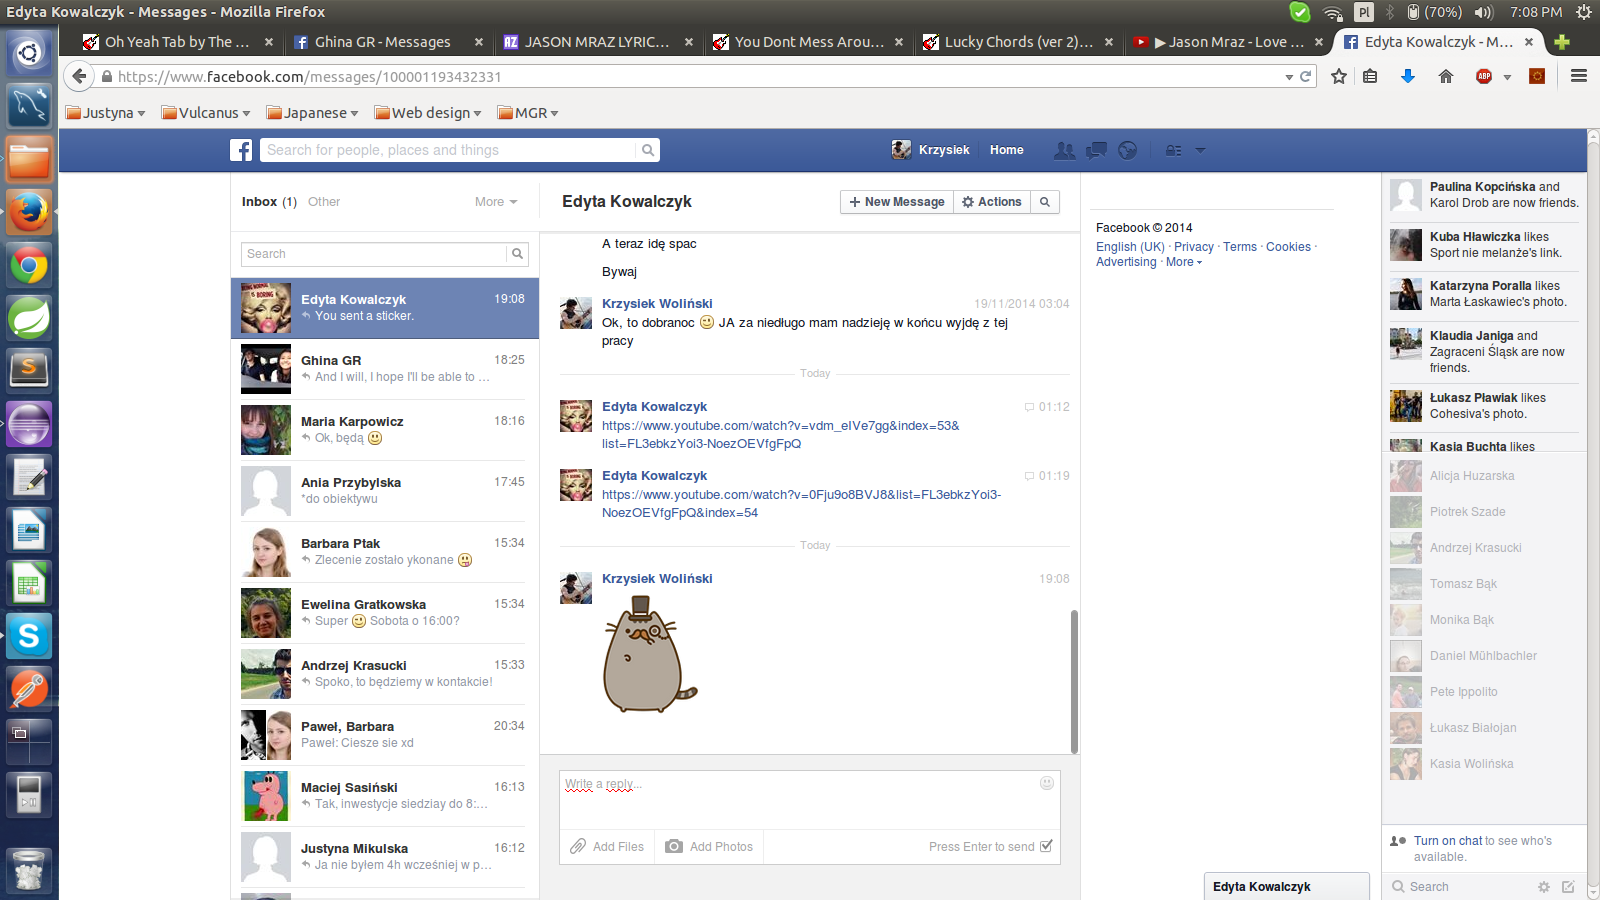 Edyta Kowalczyk - Messages - Mozilla Firefox
Pl
(70%)
7:08 PM
Oh Yeah Tab by The ...
Ghina GR - Messages
AZ
JASON MRAZ LYRIC...
You Dont Mess Arou...
Lucky Chords (ver 2)...
▶ Jason Mraz - Love ...
Edyta Kowalczyk - M...
https://www.facebook.com/messages/100001193432331
ABP
Justyna
Vulcanus
Japanese
Web design
MGR
Search for people, places and things
Krzysiek
Home
Inbox (1)
Other
More
Search
Edyta Kowalczyk
19:08
You sent a sticker.
Ghina GR
18:25
And I will, I hope I'll be able to ...
Maria Karpowicz
18:16
Ok, będą
Ania Przybylska
17:45
*do obiektywu
Barbara Ptak
15:34
Zlecenie zostało ykonane
Ewelina Gratkowska
15:34
Super 😉 Sobota o 16:00?
Andrzej Krasucki
15:33
Spoko, to będziemy w kontakcie!
Paweł, Barbara
20:34
Paweł: Ciesze sie xd
Maciej Sasiński
16:13
Tak, inwestycje siedziay do 8:...
Justyna Mikulska
16:12
Ja nie byłem 4h wcześniej w p...
Edyta Kowalczyk
+ New Message
Actions
A teraz idę spac
Bywaj
Krzysiek Woliński
19/11/2014 03:04
Ok, to dobranoc 😉 JA za niedługo mam nadzieję w końcu wyjdę z tej
pracy
Today
Edyta Kowalczyk
01:12
https://www.youtube.com/watch?v=vdm_eIVe7gg&index=53&
list=FL3ebkzYoi3-NoezOEVfgFpQ
Edyta Kowalczyk
01:19
https://www.youtube.com/watch?v=0Fju9o8BVJ8&list=FL3ebkzYoi3-
NoezOEVfgFpQ&index=54
Today
Krzysiek Woliński
19:08
Write a reply...
Add Files
Add Photos
Press Enter to send
Facebook © 2014
English (UK) · Privacy · Terms · Cookies ·
Advertising · More
Paulina Kopcińska and
Karol Drob are now friends.
Kuba Hławiczka likes
Sport nie melanże's link.
Katarzyna Poralla likes
Marta Łaskawiec's photo.
Klaudia Janiga and
Zagraceni Śląsk are now
friends.
Łukasz Pławiak likes
Cohesiva's photo.
Kasia Buchta likes
Alicja Huzarska
Piotrek Szade
Andrzej Krasucki
Tomasz Bąk
Monika Bąk
Daniel Mühlbachler
Pete Ippolito
Łukasz Białojan
Kasia Wolińska
Turn on chat to see who's
available.
Search
Edyta Kowalczyk